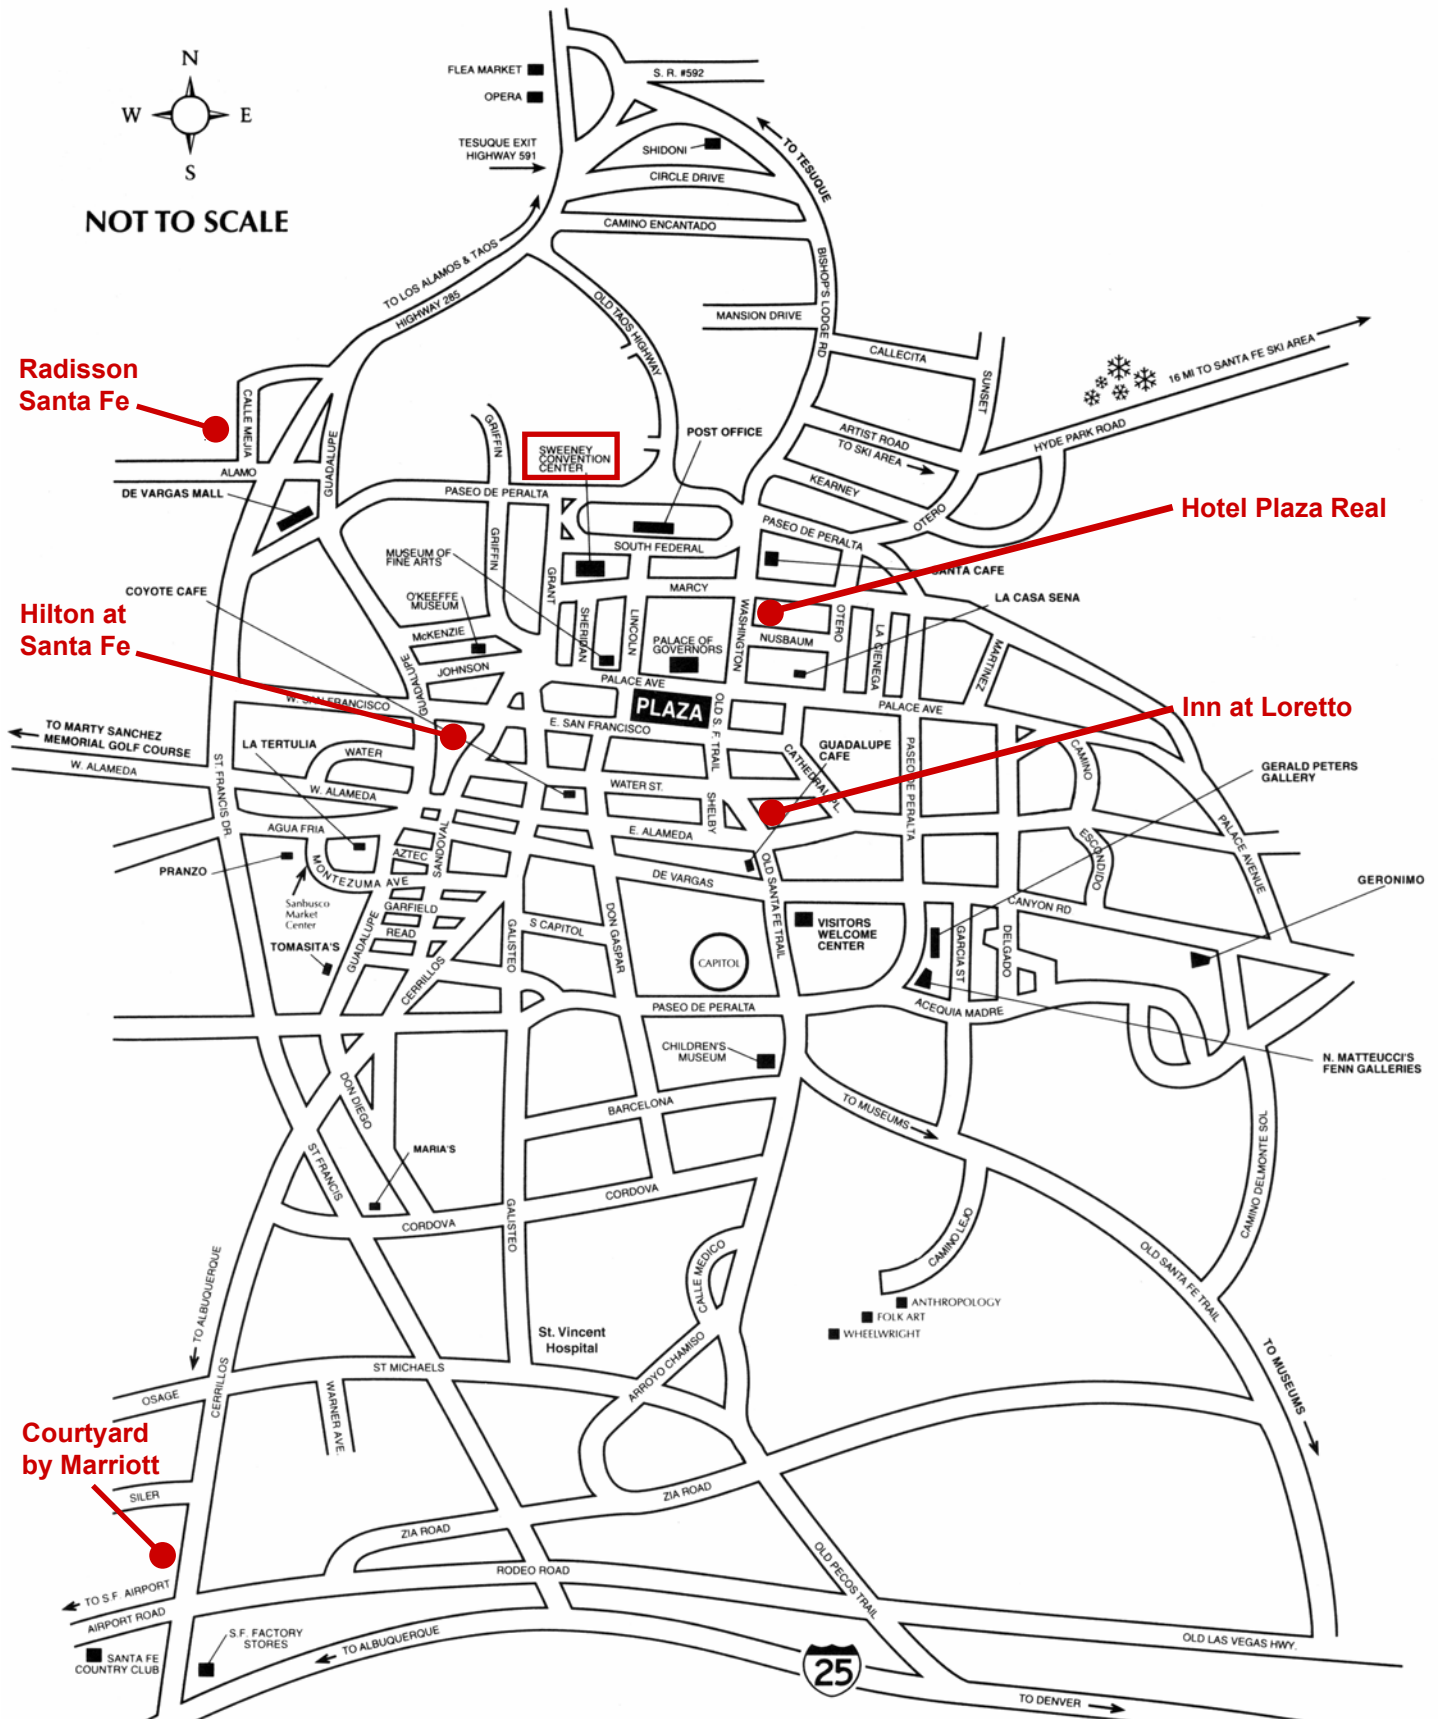 N
W
E
S
NOT TO SCALE
FLEA MARKET
OPERA
S. R. #592
TESUQUE EXIT
HIGHWAY 591
SHIDONI
TO TESUQUE
CIRCLE DRIVE
CAMINO ENCANTADO
TO LOS ALAMOS & TAOS
HIGHWAY 285
OLD TAOS HIGHWAY
BISHOP'S LODGE RD
MANSION DRIVE
CALLECITA
SUNSET
16 MI TO SANTA FE SKI AREA
HYDE PARK ROAD
Radisson
Santa Fe
CALLE MEJIA
GUADALUPE
ALAMO
DE VARGAS MALL
GRIFFIN
SWEENEY
CONVENTION
CENTER
POST OFFICE
ARTIST ROAD
TO SKI AREA
KEARNEY
OTERO
PASEO DE PERALTA
PASEO DE PERALTA
Hotel Plaza Real
SOUTH FEDERAL
GRIFFIN
MUSEUM OF
FINE ARTS
GRANT
MARCY
SANTA CAFE
COYOTE CAFE
O'KEEFFE
MUSEUM
LA CASA SENA
Hilton at
Santa Fe
McKENZIE
SHERIDAN
LINCOLN
PALACE OF
GOVERNORS
WASHINGTON
NUSBAUM
OTERO
LA CIENEGA
MARTINEZ
JOHNSON
GUADALUPE
PALACE AVE
PLAZA
PALACE AVE
W. SAN FRANCISCO
E. SAN FRANCISCO
OLD S. F. TRAIL
Inn at Loretto
TO MARTY SANCHEZ
MEMORIAL GOLF COURSE
W. ALAMEDA
LA TERTULIA
WATER
ST. FRANCIS DR.
W. ALAMEDA
WATER ST.
CATHEDRAL PL.
GUADALUPE
CAFE
PASEO DE PERALTA
CAMINO
ESCONDIDO
GERALD PETERS
GALLERY
PALACE AVENUE
SHELBY
AGUA FRIA
E. ALAMEDA
PRANZO
AZTEC
SANDOVAL
MONTEZUMA AVE
DE VARGAS
OLD SANTA FE TRAIL
GERONIMO
Sanbusco
Market
Center
GARFIELD
READ
CANYON RD
TOMASITA'S
GUADALUPE
CERRILLOS
GALISTEO
S CAPITOL
DON GASPAR
CAPITOL
VISITORS
WELCOME
CENTER
GARCIA ST
DELGADO
PASEO DE PERALTA
ACEQUIA MADRE
CHILDREN'S
MUSEUM
N. MATTEUCCI'S
FENN GALLERIES
DON DIEGO
BARCELONA
TO MUSEUMS
ST FRANCIS
MARIA'S
CORDOVA
CORDOVA
GALISTEO
CAMINO LEJO
CAMINO DELMONTE SOL
OLD SANTA FE TRAIL
TO ALBUQUERQUE
CALLE MEDICO
ANTHROPOLOGY
FOLK ART
WHEELWRIGHT
St. Vincent
Hospital
TO MUSEUMS
ST MICHAELS
ARROYO CHAMISO
OSAGE
CERRILLOS
WARNER AVE.
Courtyard
by Marriott
SILER
ZIA ROAD
ZIA ROAD
RODEO ROAD
OLD PECOS TRAIL
TO S.F. AIRPORT
AIRPORT ROAD
S.F. FACTORY
STORES
TO ALBUQUERQUE
SANTA FE
COUNTRY CLUB
25
OLD LAS VEGAS HWY.
TO DENVER